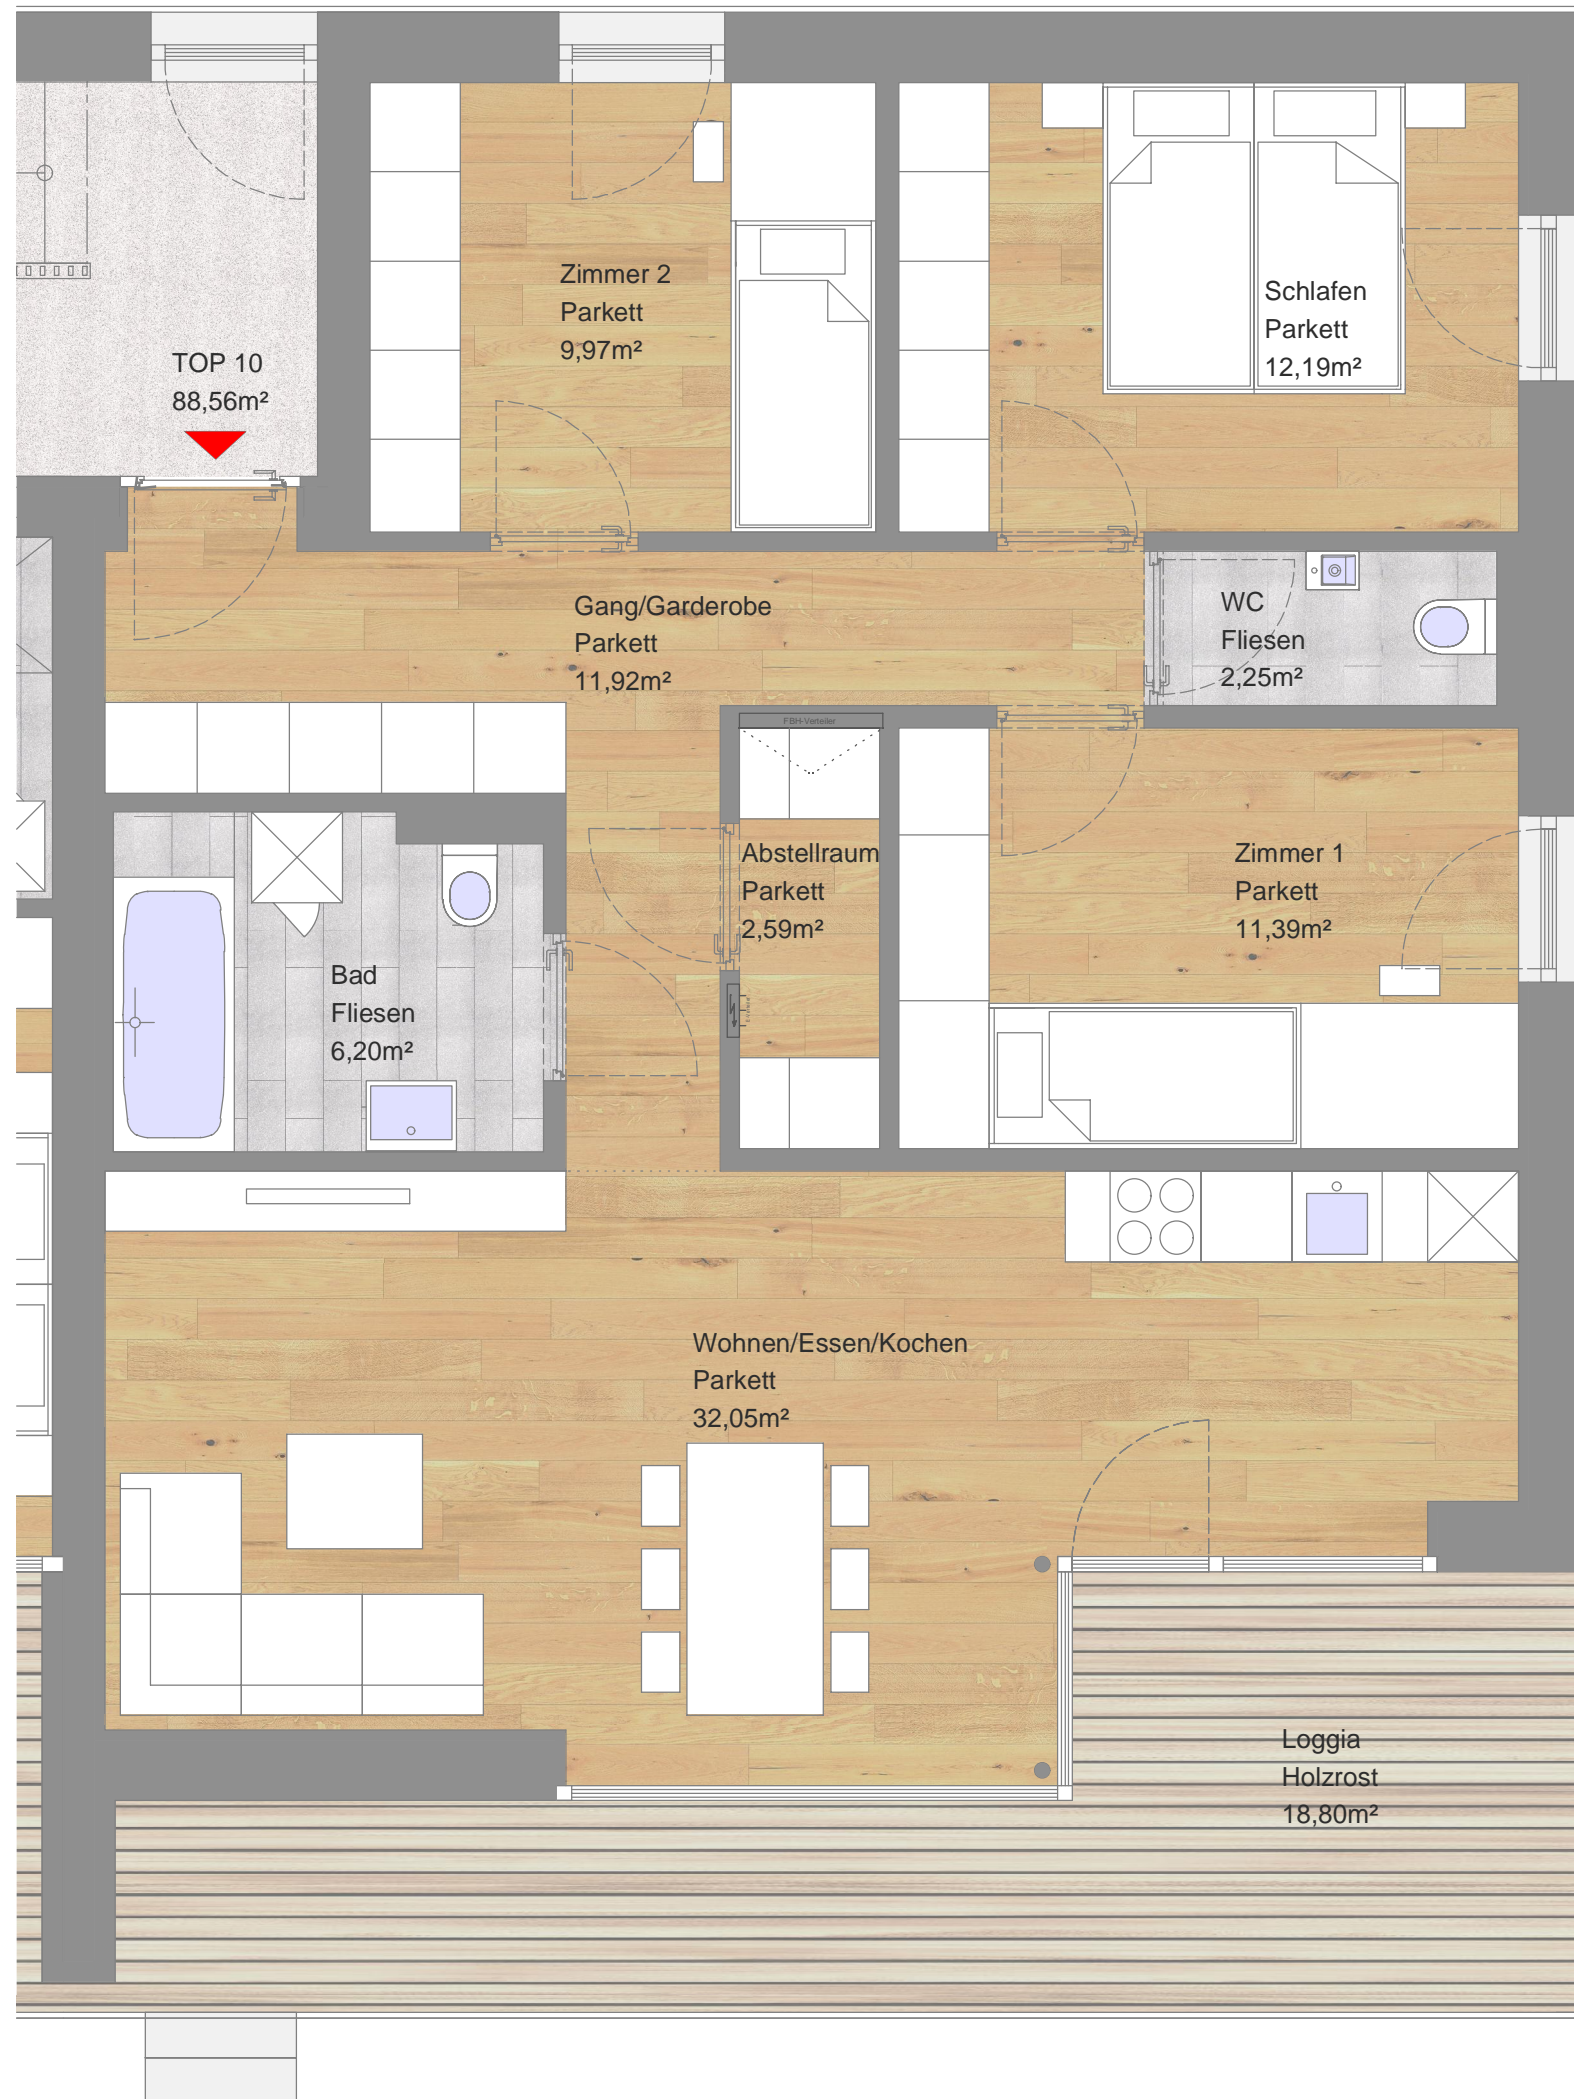 Zimmer 2
Parkett
9,97m²
Schlafen
Parkett
12,19m²
TOP 10
88,56m²
Gang/Garderobe
Parkett
11,92m²
WC
Fliesen
2,25m²
FBH-Verteiler
Abstellraum
Parkett
2,59m²
Zimmer 1
Parkett
11,39m²
Bad
Fliesen
6,20m²
Wohnen/Essen/Kochen
Parkett
32,05m²
Loggia
Holzrost
18,80m²